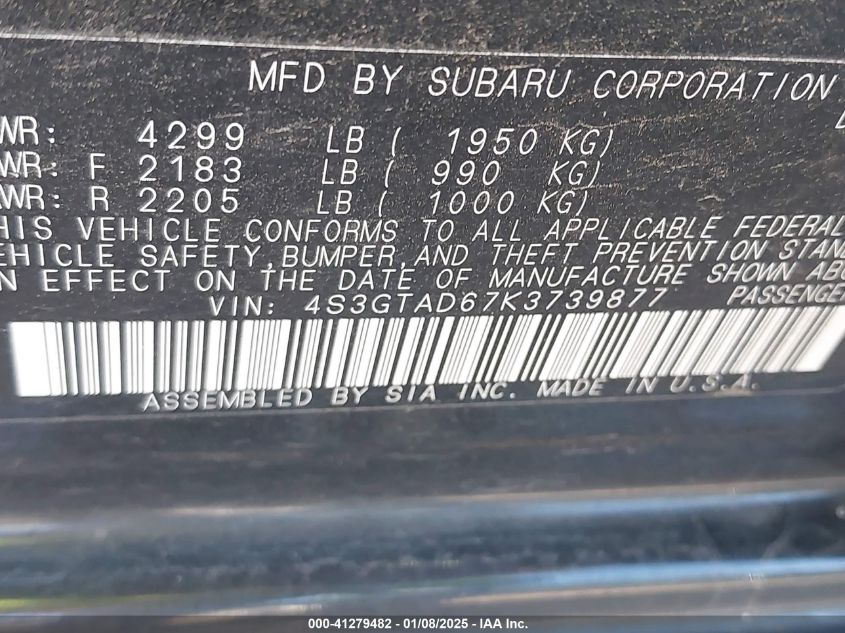 MFD BY SUBARU CORPORATION
WR: 4299 LB ( 1950 KG)
WR: F 2183 LB ( 990 KG)
WR: R 2205 LB ( 1000 KG)
HIS VEHICLE CONFORMS TO ALL APPLICABLE FEDERAL
EHICLE SAFETY, BUMPER, AND THEFT PREVENTION STAN
N EFFECT ON THE DATE OF MANUFACTURE SHOWN ABO
VIN: 4S3GTAD67K3739877 PASSENGE
ASSEMBLED BY SIA INC. MADE IN U.S.A.
000-41279482 - 01/08/2025 - IAA Inc.